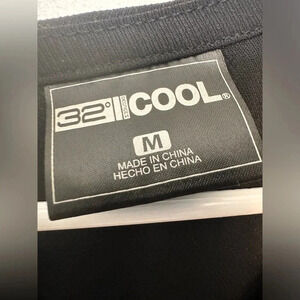 32° COOL®
M
MADE IN CHINA
HECHO EN CHINA